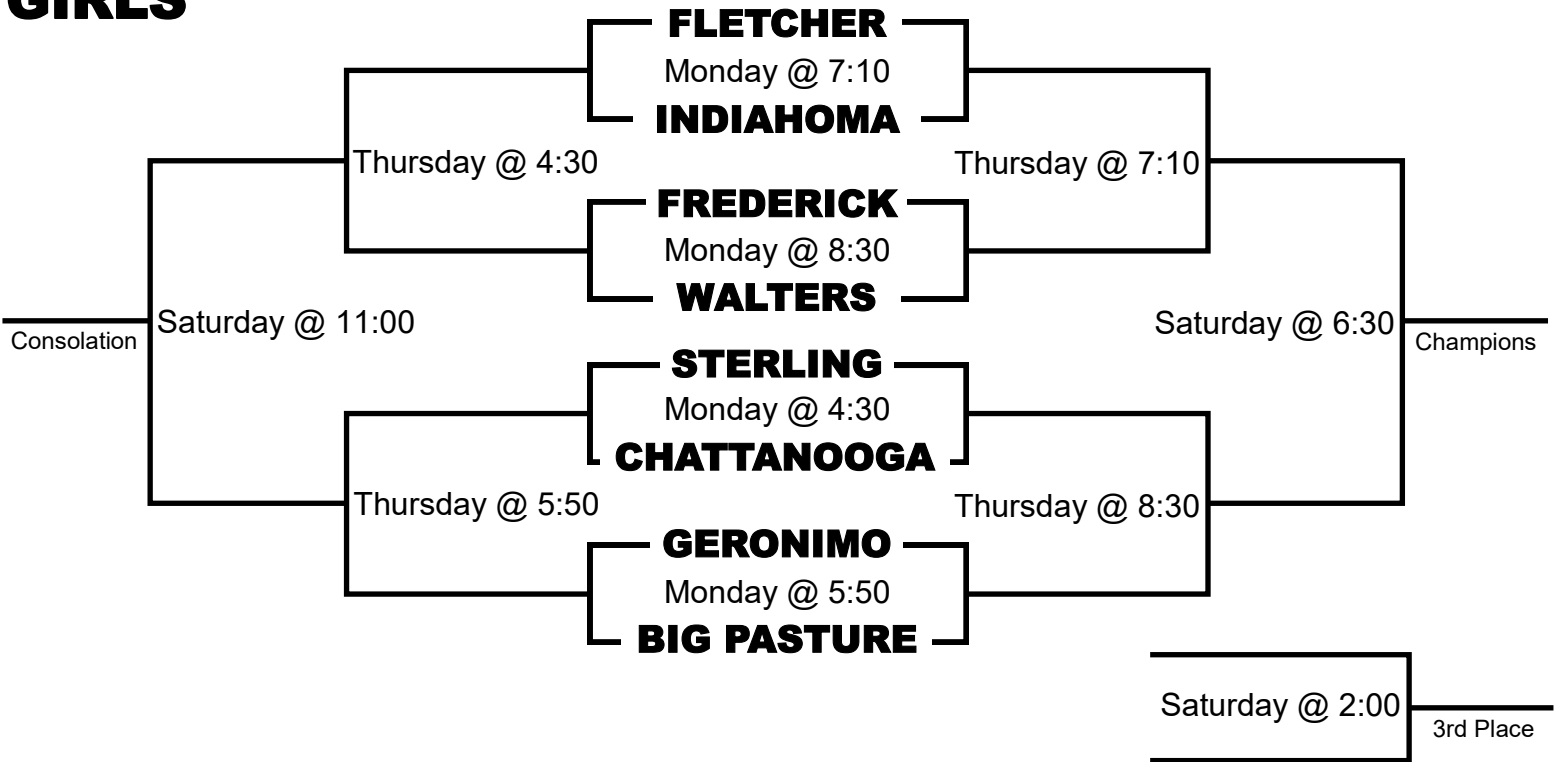 GIRLS
FLETCHER
Monday @ 7:10
INDIAHOMA
Thursday @ 4:30
Thursday @ 7:10
FREDERICK
Monday @ 8:30
WALTERS
Saturday @ 11:00
Consolation
Saturday @ 6:30
Champions
STERLING
Monday @ 4:30
CHATTANOOGA
Thursday @ 5:50
Thursday @ 8:30
GERONIMO
Monday @ 5:50
BIG PASTURE
Saturday @ 2:00
3rd Place